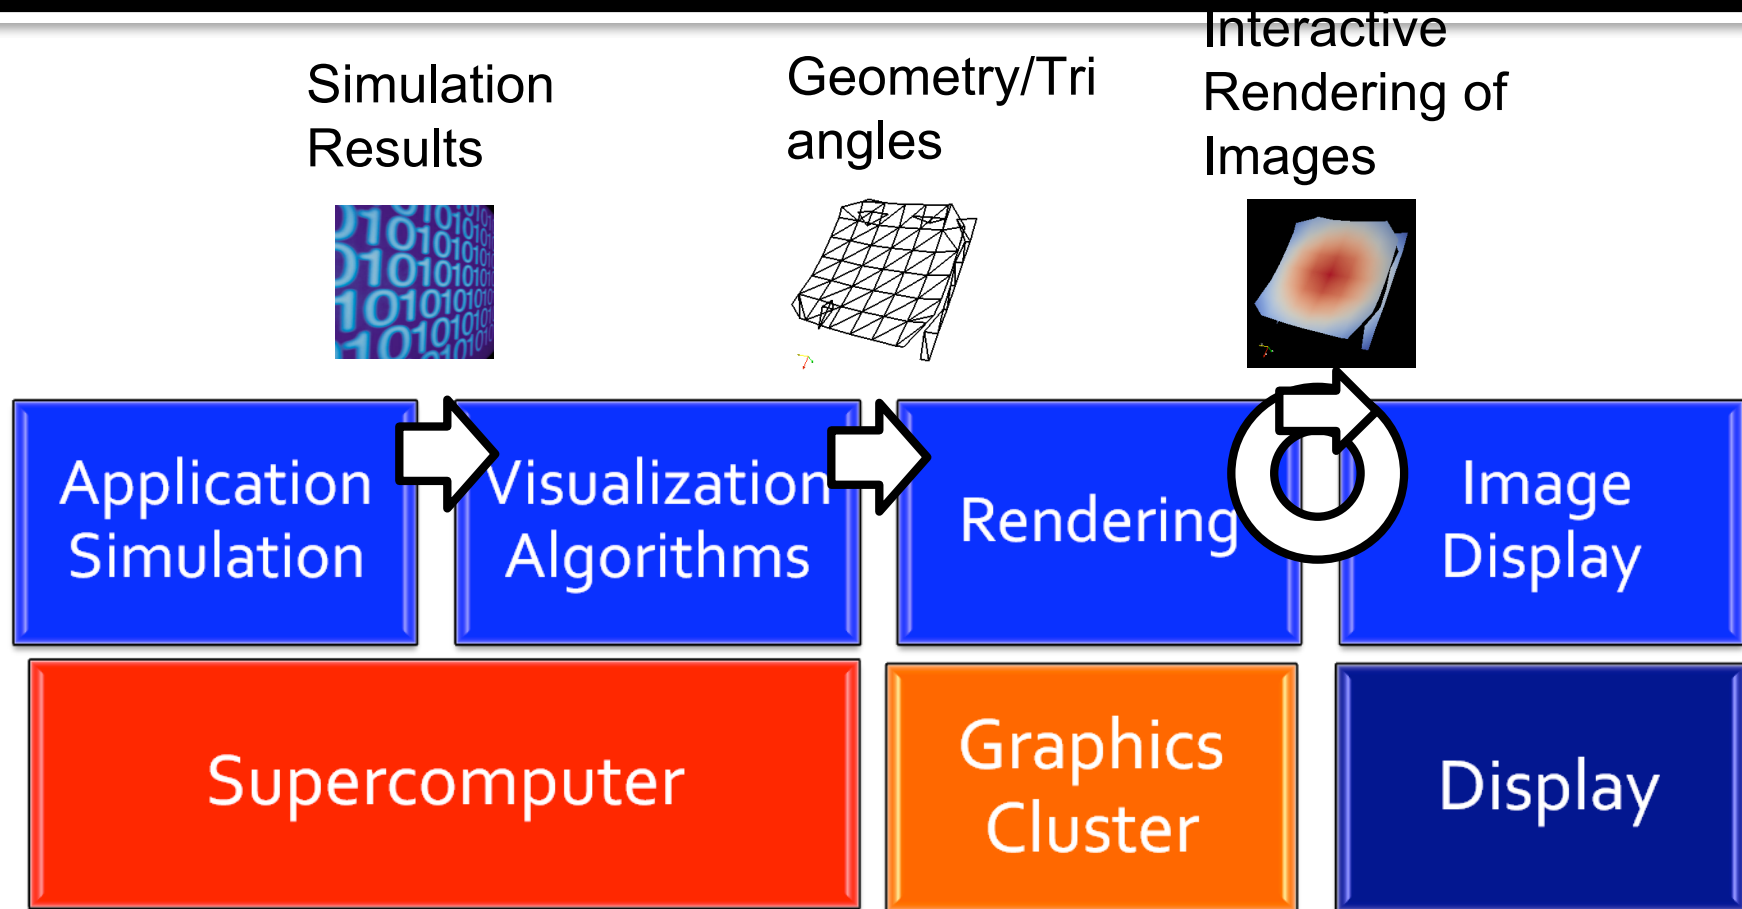 Simulation
Results
Geometry/Tri
angles
Interactive
Rendering of
Images
Application
Simulation
Visualization
Algorithms
Rendering
Image
Display
Supercomputer
Graphics
Cluster
Display